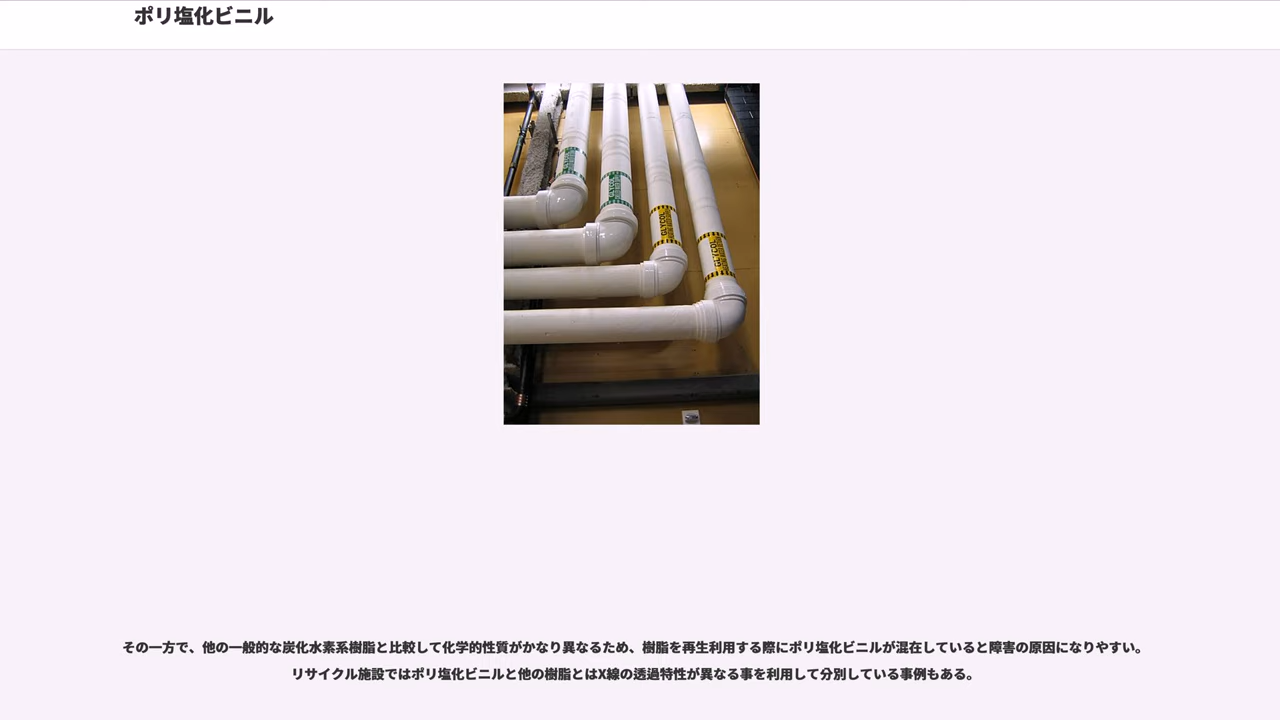 ポリ塩化ビニル
GLYCOL
GLYCOL
GLYCOL
GLYCOL
その一方で、他の一般的な炭化水素系樹脂と比較して化学的性質がかなり異なるため、樹脂を再生利用する際にポリ塩化ビニルが混在していると障害の原因になりやすい。
リサイクル施設ではポリ塩化ビニルと他の樹脂とはX線の透過特性が異なる事を利用して分別している事例もある。